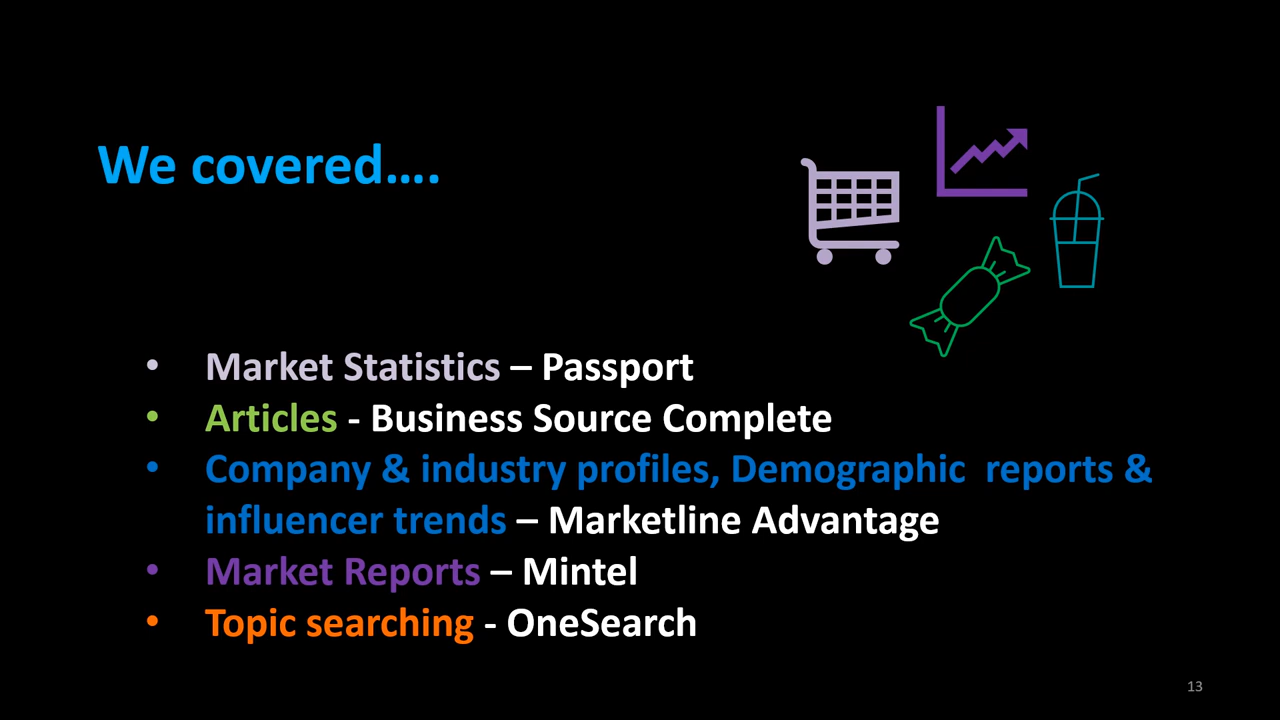 We covered….
• Market Statistics – Passport
• Articles - Business Source Complete
• Company & industry profiles, Demographic  reports &
influencer trends – Marketline Advantage
• Market Reports – Mintel
• Topic searching - OneSearch
13